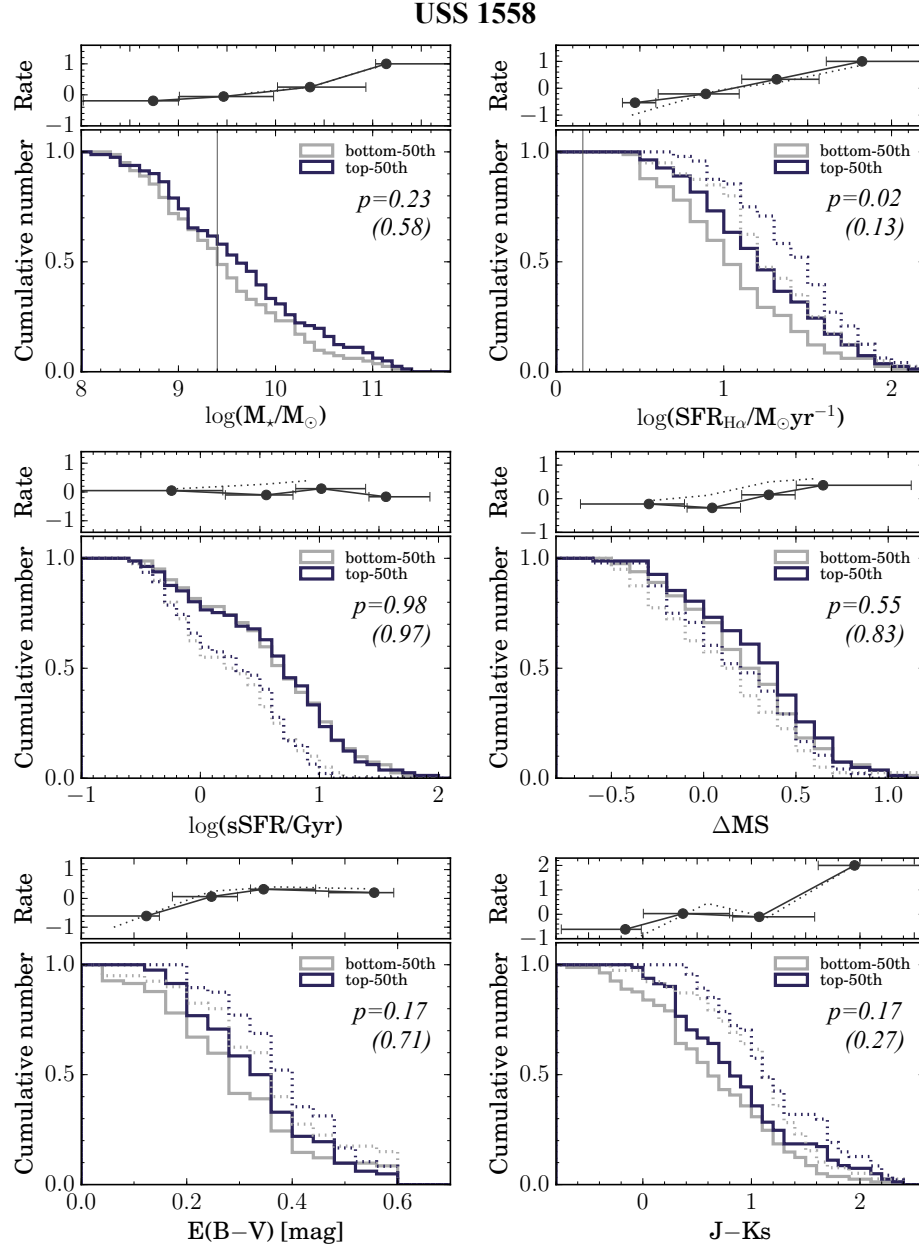 USS 1558
Rate
1
0
−1
Cumulative number
1.0
0.5
0.0
bottom-50th
top-50th
p=0.23
(0.58)
8 9 10 11
log(M⋆/M⊙)
Rate
1
0
−1
Cumulative number
1.0
0.5
0.0
bottom-50th
top-50th
p=0.02
(0.13)
0 1 2
log(SFR_Hα/M⊙yr⁻¹)
Rate
1
0
−1
Cumulative number
1.0
0.5
0.0
bottom-50th
top-50th
p=0.98
(0.97)
−1 0 1 2
log(sSFR/Gyr)
Rate
1
0
−1
Cumulative number
1.0
0.5
0.0
bottom-50th
top-50th
p=0.55
(0.83)
−0.5 0.0 0.5 1.0
ΔMS
Rate
1
0
−1
Cumulative number
1.0
0.5
0.0
bottom-50th
top-50th
p=0.17
(0.71)
0.0 0.2 0.4 0.6
E(B−V) [mag]
Rate
2
1
0
−1
Cumulative number
1.0
0.5
0.0
bottom-50th
top-50th
p=0.17
(0.27)
0 1 2
J−Ks